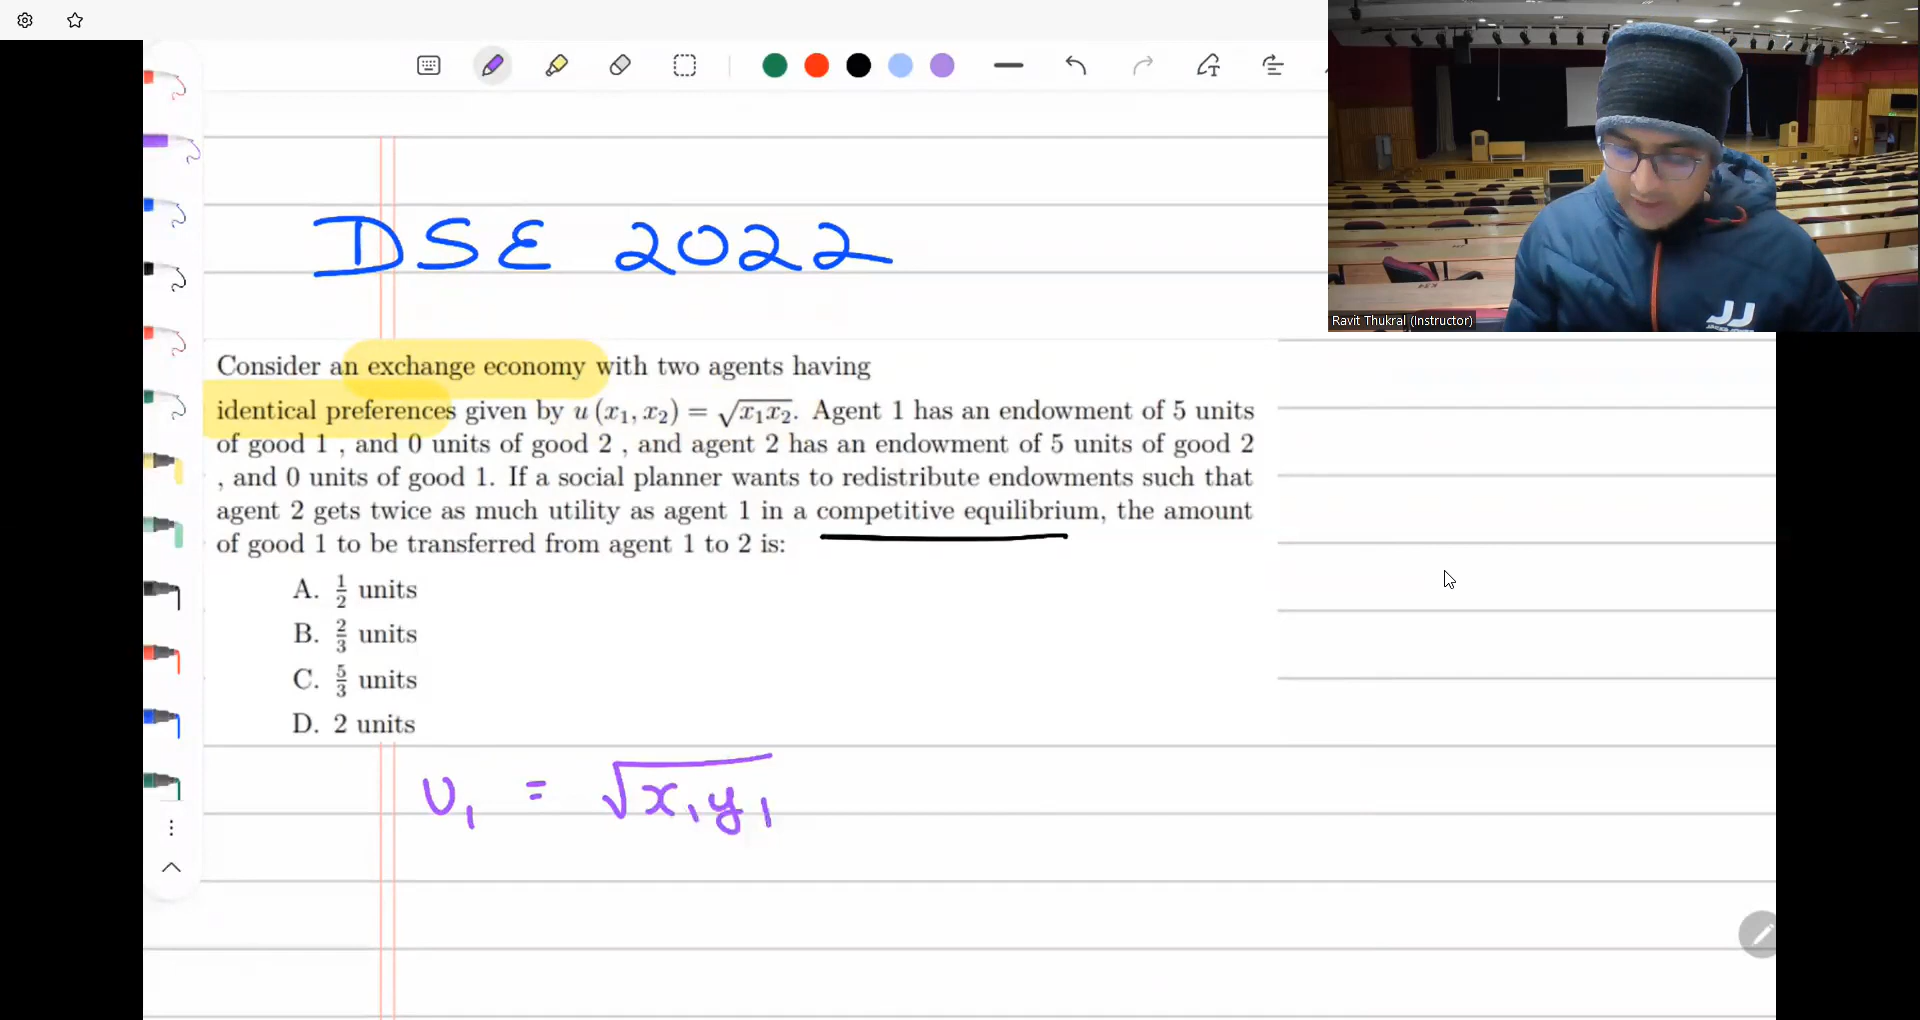 DSE 2022
Ravit Thukral (Instructor)
Consider an exchange economy with two agents having
identical preferences given by u (x₁, x₂) = √x₁x₂. Agent 1 has an endowment of 5 units
of good 1 , and 0 units of good 2 , and agent 2 has an endowment of 5 units of good 2
, and 0 units of good 1. If a social planner wants to redistribute endowments such that
agent 2 gets twice as much utility as agent 1 in a competitive equilibrium, the amount
of good 1 to be transferred from agent 1 to 2 is:
A. 1/2 units
B. 2/3 units
C. 5/3 units
D. 2 units
U₁ = √x₁y₁